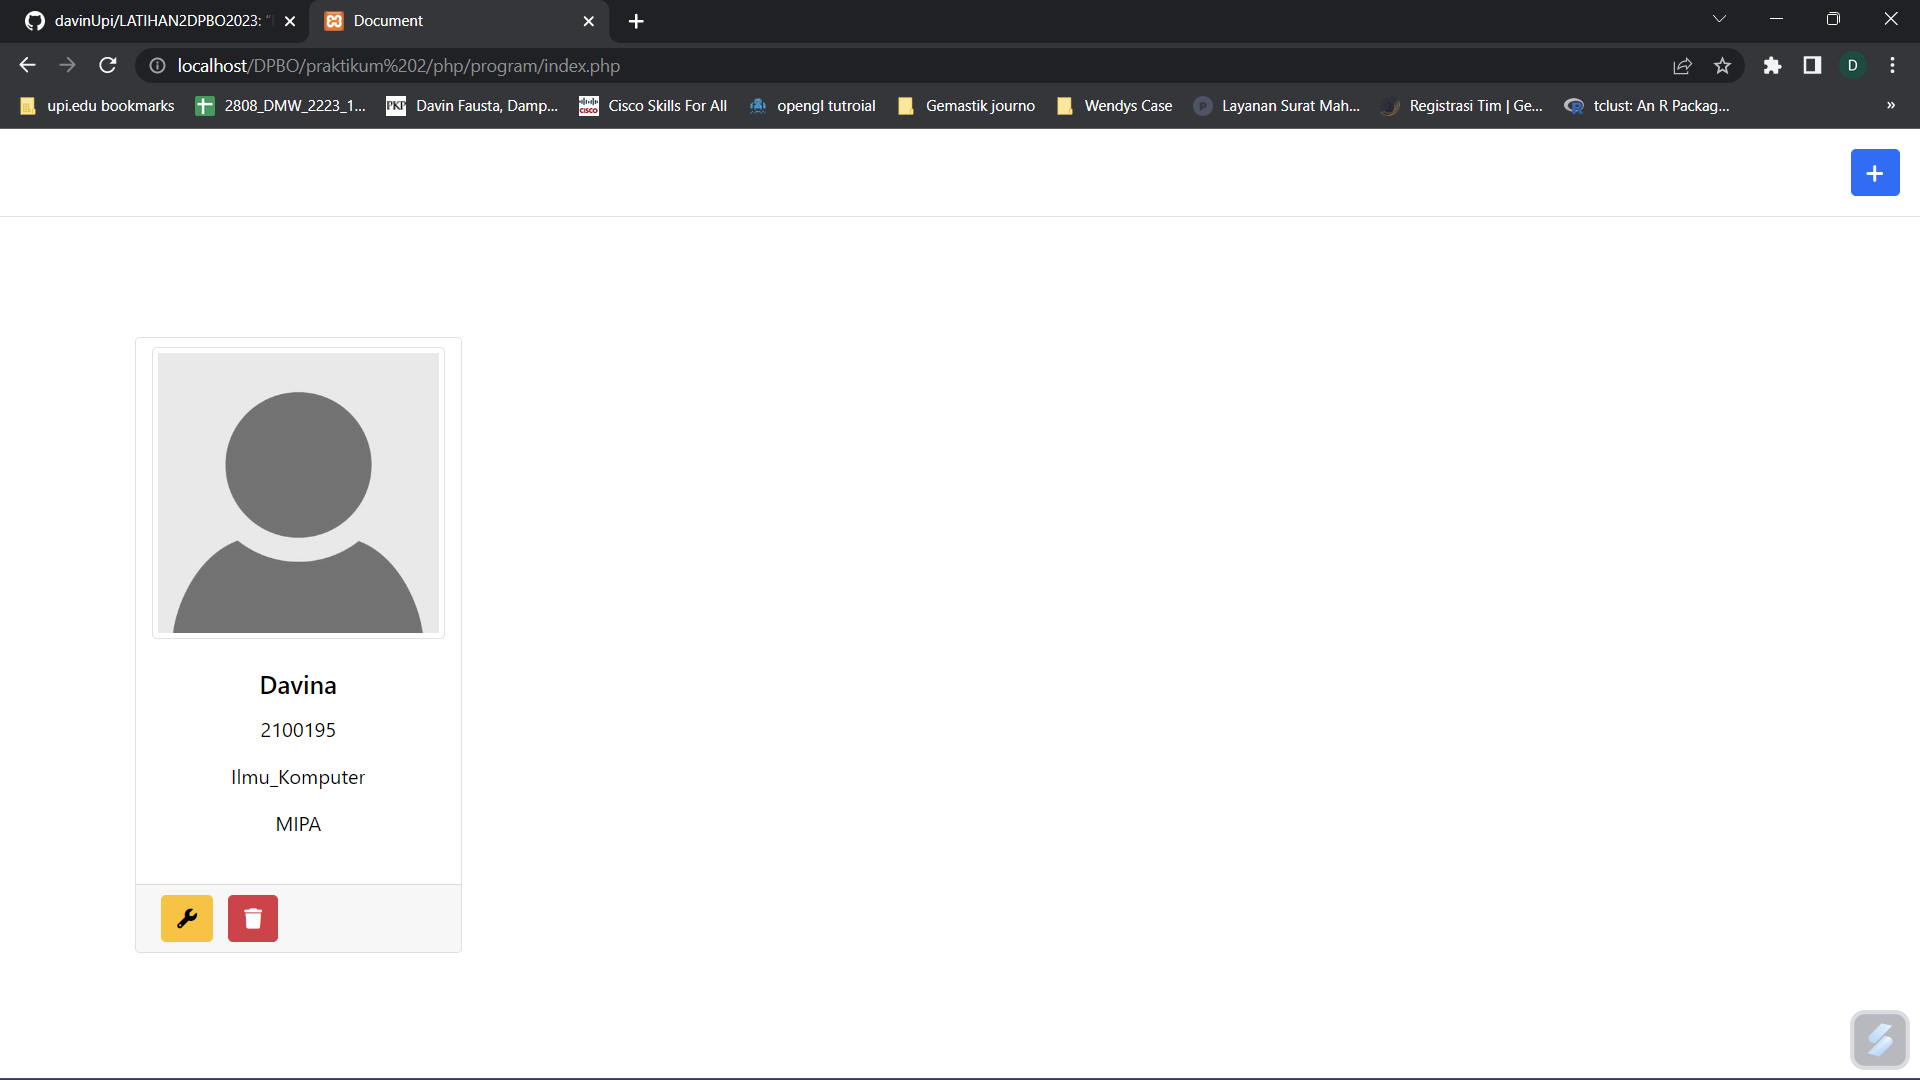 davinUpi/LATIHAN2DPBO2023: "
Document
localhost/DPBO/praktikum%202/php/program/index.php
D
upi.edu bookmarks
2808_DMW_2223_1...
PKP
Davin Fausta, Damp...
CISCO
Cisco Skills For All
opengl tutroial
Gemastik journo
Wendys Case
P
Layanan Surat Mah...
Registrasi Tim | Ge...
R
tclust: An R Packag...
»
+
Davina
2100195
Ilmu_Komputer
MIPA